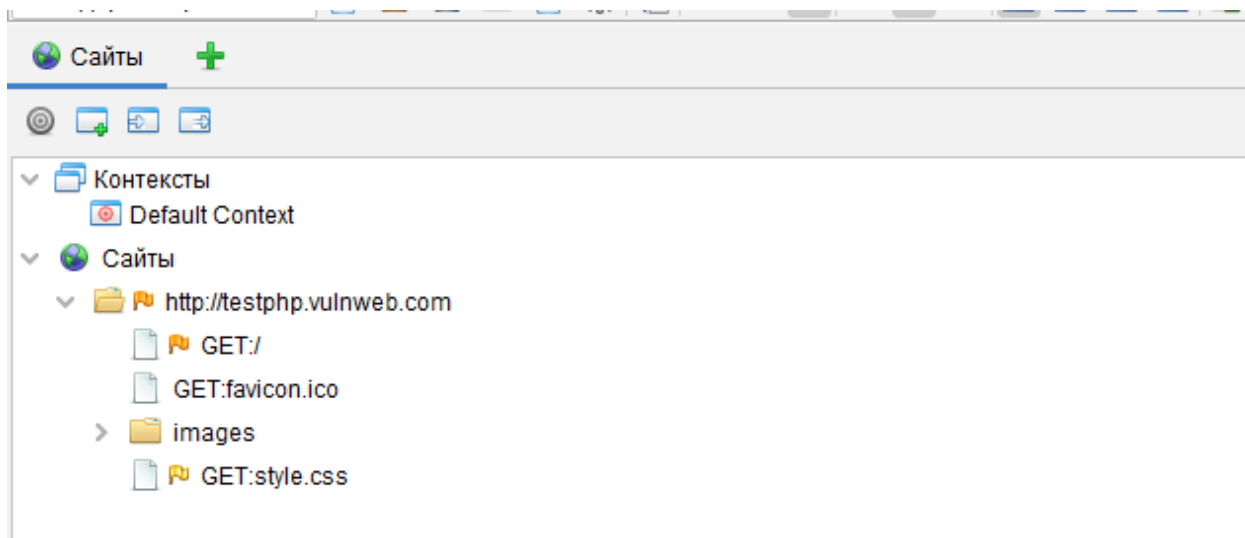 Сайты
Контексты
Default Context
Сайты
http://testphp.vulnweb.com
GET:/
GET:favicon.ico
images
GET:style.css